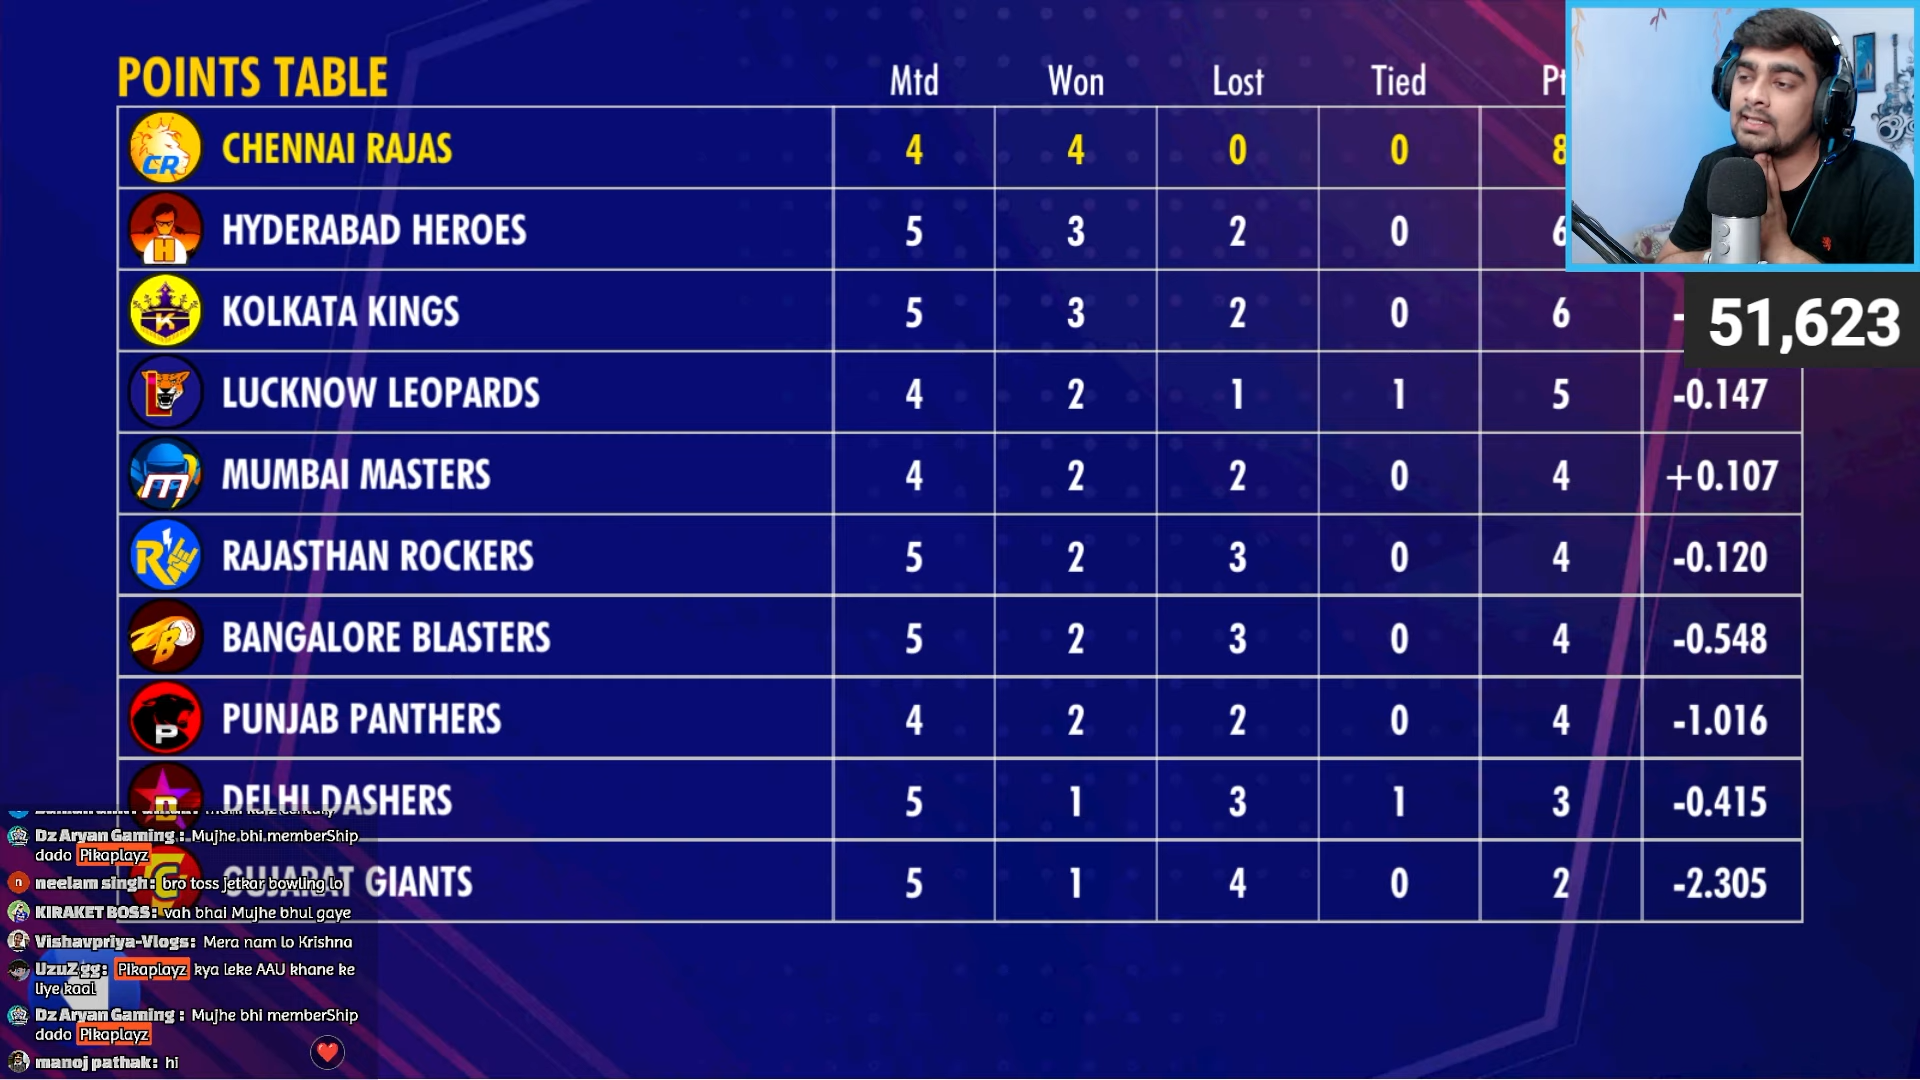 POINTS TABLE Mtd Won Lost Tied
CHENNAI RAJAS 4 4 0 0 8
HYDERABAD HEROES 5 3 2 0 6
KOLKATA KINGS 5 3 2 0 6 -
51,623
LUCKNOW LEOPARDS 4 2 1 1 5 -0.147
MUMBAI MASTERS 4 2 2 0 4 +0.107
RAJASTHAN ROCKERS 5 2 3 0 4 -0.120
BANGALORE BLASTERS 5 2 3 0 4 -0.548
PUNJAB PANTHERS 4 2 2 0 4 -1.016
DELHI DASHERS 5 1 3 1 3 -0.415
GUJARAT GIANTS 5 1 4 0 2 -2.305
Dz Aryan Gaming : Mujhe bhi memberShip
dado Pikaplayz
neelam singh: bro toss jetkar bowling lo
KIRAKET BOSS: vah bhai Mujhe bhul gaye
Vishavpriya-Vlogs: Mera nam lo Krishna
UzuZ gg: Pikaplayz kya leke AAU khane ke
liye kaal
Dz Aryan Gaming : Mujhe bhi memberShip
dado Pikaplayz
manoj pathak: hi